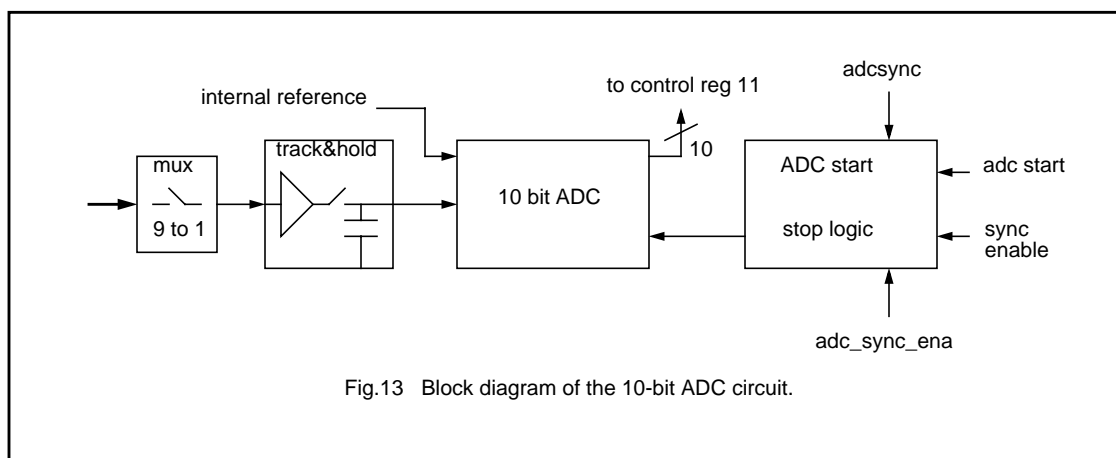 adcsync
to control reg 11
internal reference
10
track&hold
mux
9 to 1
10 bit ADC
ADC start
stop logic
adc start
sync
enable
adc_sync_ena
Fig.13 Block diagram of the 10-bit ADC circuit.